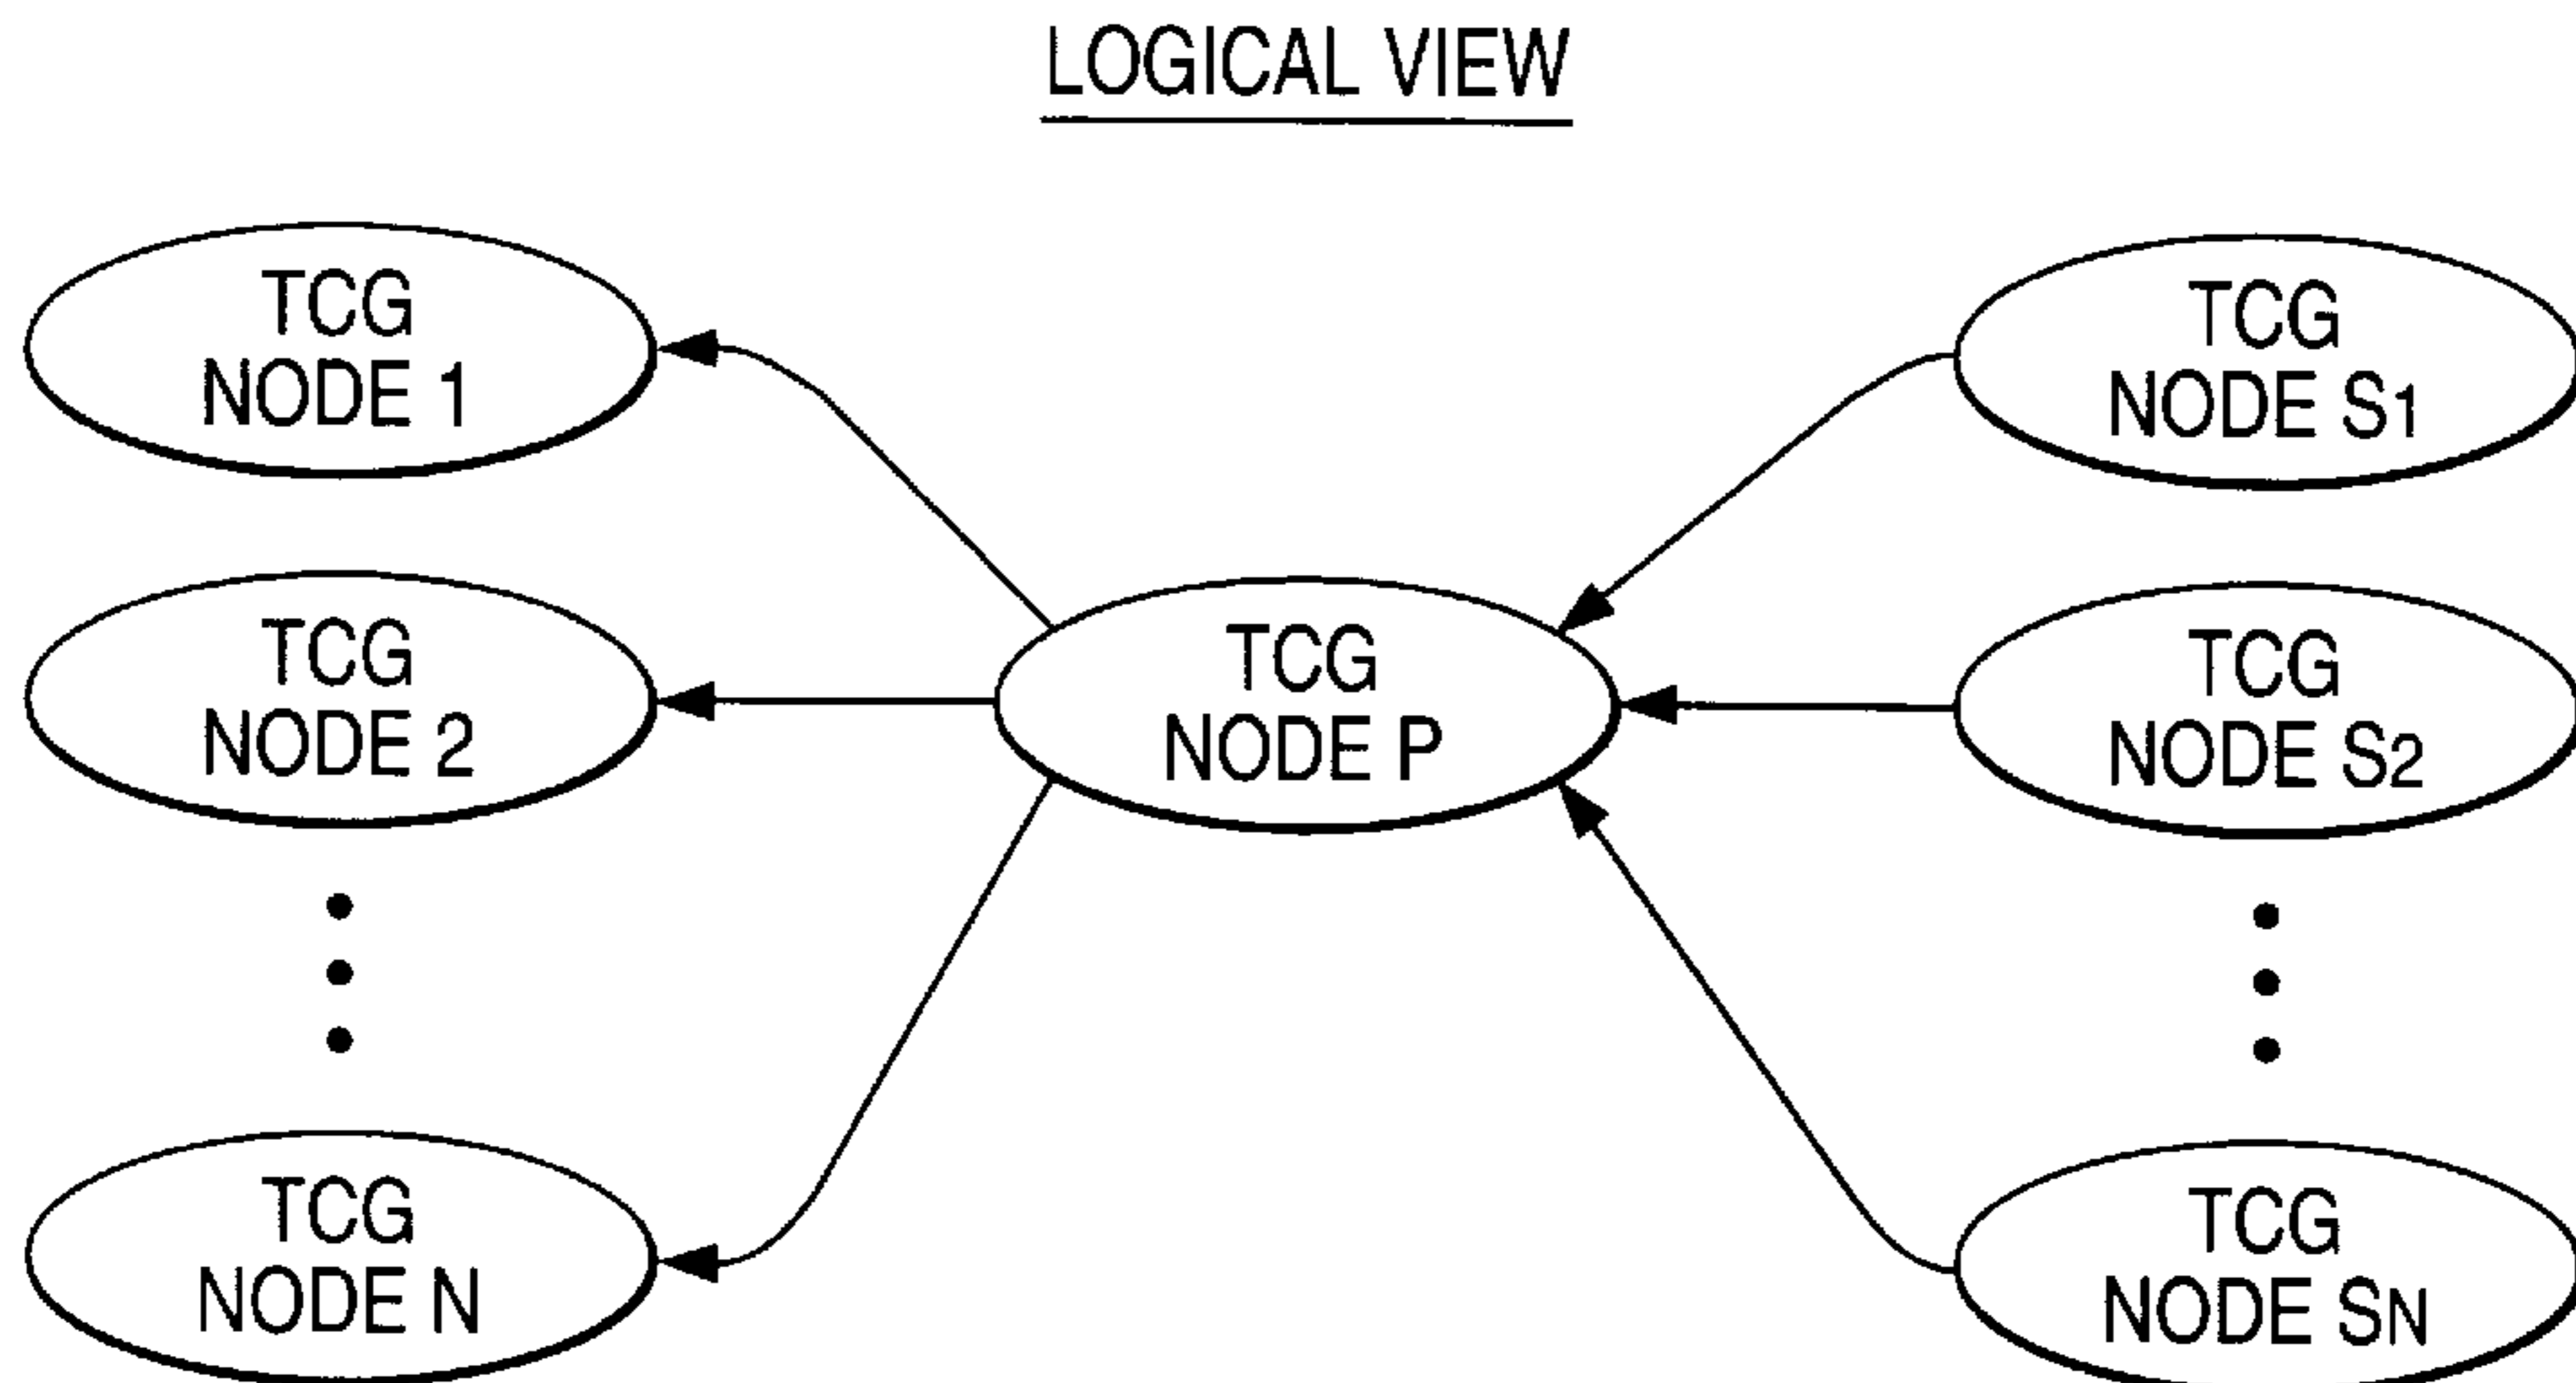 LOGICAL VIEW
TCG
NODE 1
TCG
NODE S1
TCG
NODE 2
TCG
NODE P
TCG
NODE S2
TCG
NODE N
TCG
NODE SN